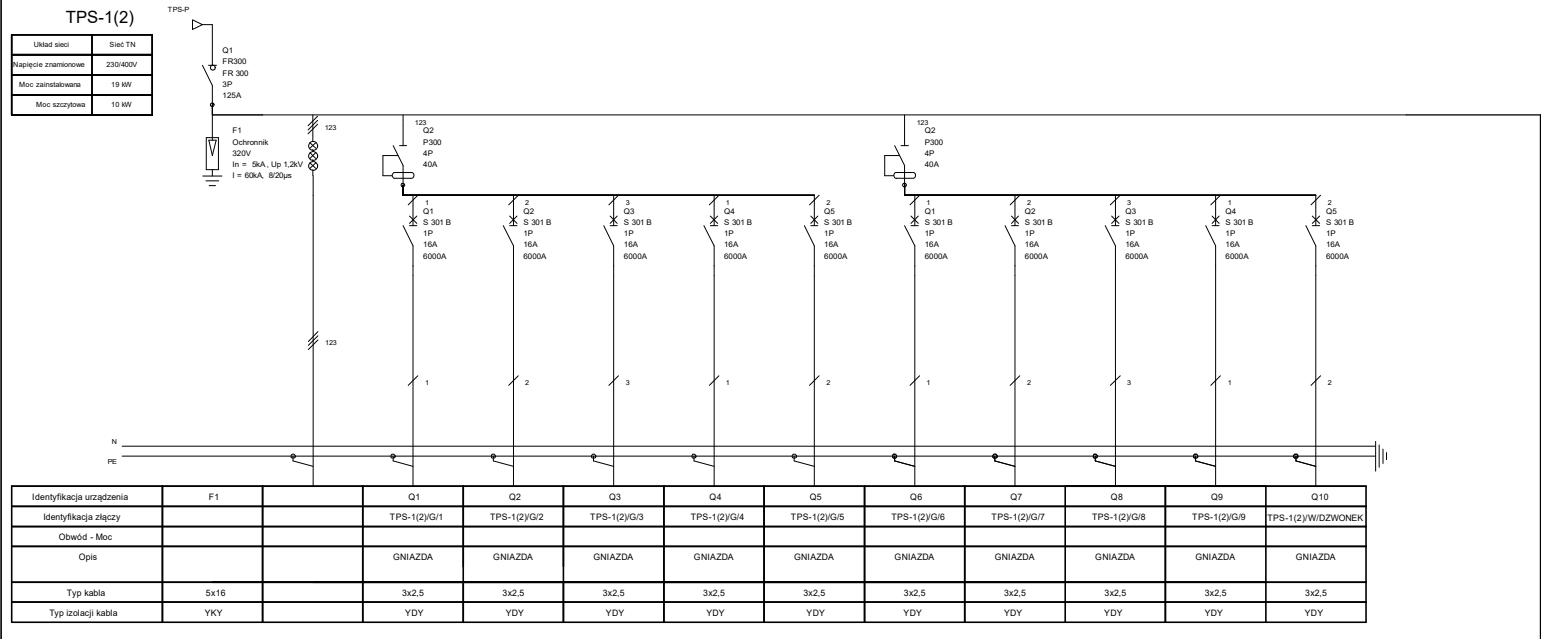 TPS-1(2)
TPS-P
Układ sieci Sieć TN
Napięcie znamionowe 230/400V
Moc zainstalowana 19 kW
Moc szczytowa 10 kW
Q1
FR300
FR 300
3P
125A
F1
Ochronnik
320V
In = 5kA, Up 1,2kV
I = 60kA, 8/20µs
123
123
123
Q2
P300
4P
40A
123
Q2
P300
4P
40A
1
Q1
S 301 B
1P
16A
6000A
2
Q2
S 301 B
1P
16A
6000A
3
Q3
S 301 B
1P
16A
6000A
1
Q4
S 301 B
1P
16A
6000A
2
Q5
S 301 B
1P
16A
6000A
1
Q1
S 301 B
1P
16A
6000A
2
Q2
S 301 B
1P
16A
6000A
3
Q3
S 301 B
1P
16A
6000A
1
Q4
S 301 B
1P
16A
6000A
2
Q5
S 301 B
1P
16A
6000A
1 2 3 1 2 1 2 3 1 2
N
PE
Identyfikacja urządzenia F1 Q1 Q2 Q3 Q4 Q5 Q6 Q7 Q8 Q9 Q10
Identyfikacja złączy TPS-1(2)/G/1 TPS-1(2)/G/2 TPS-1(2)/G/3 TPS-1(2)/G/4 TPS-1(2)/G/5 TPS-1(2)/G/6 TPS-1(2)/G/7 TPS-1(2)/G/8 TPS-1(2)/G/9 TPS-1(2)/W/DZWONEK
Obwód - Moc
Opis GNIAZDA GNIAZDA GNIAZDA GNIAZDA GNIAZDA GNIAZDA GNIAZDA GNIAZDA GNIAZDA GNIAZDA
Typ kabla 5x16 3x2,5 3x2,5 3x2,5 3x2,5 3x2,5 3x2,5 3x2,5 3x2,5 3x2,5 3x2,5
Typ izolacji kabla YKY YDY YDY YDY YDY YDY YDY YDY YDY YDY YDY